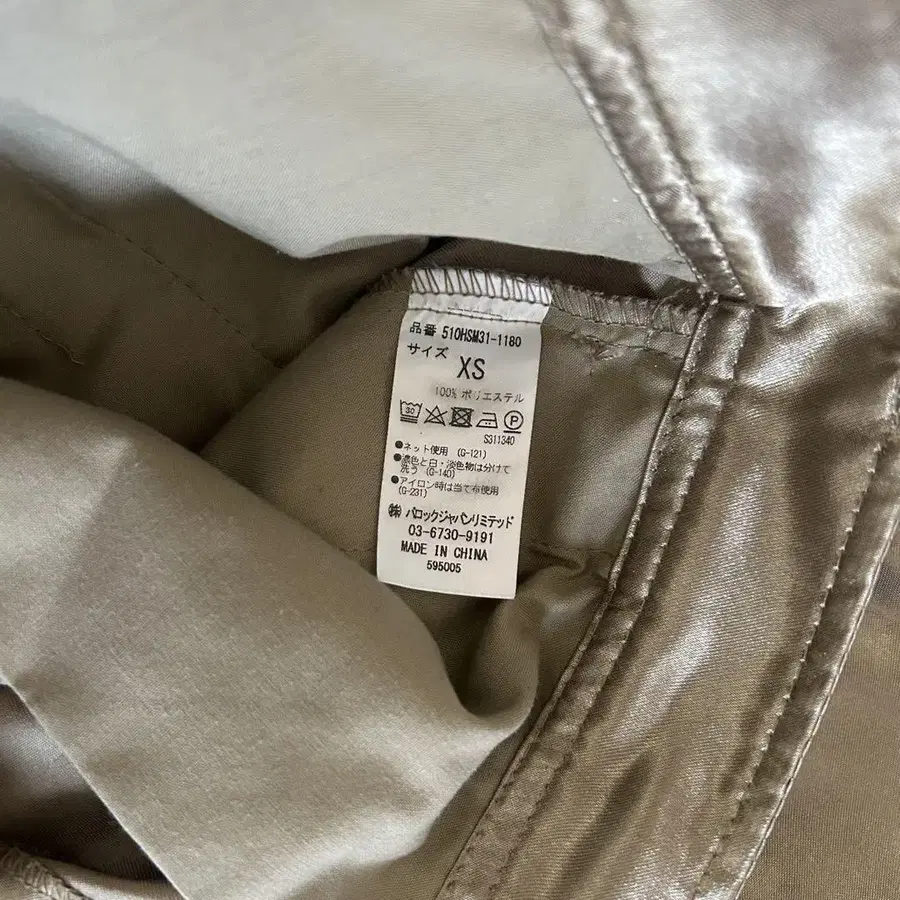 品番 510HSM31-1180
サイズ
XS
100% ポリエステル
30 P
S311340
●ネット使用 (G-121)
●濃色と白・淡色物は分けて
洗う (G-140)
●アイロン時は当て布使用
(G-231)
㈱バロックジャパンリミテッド
03-6730-9191
MADE IN CHINA
595005